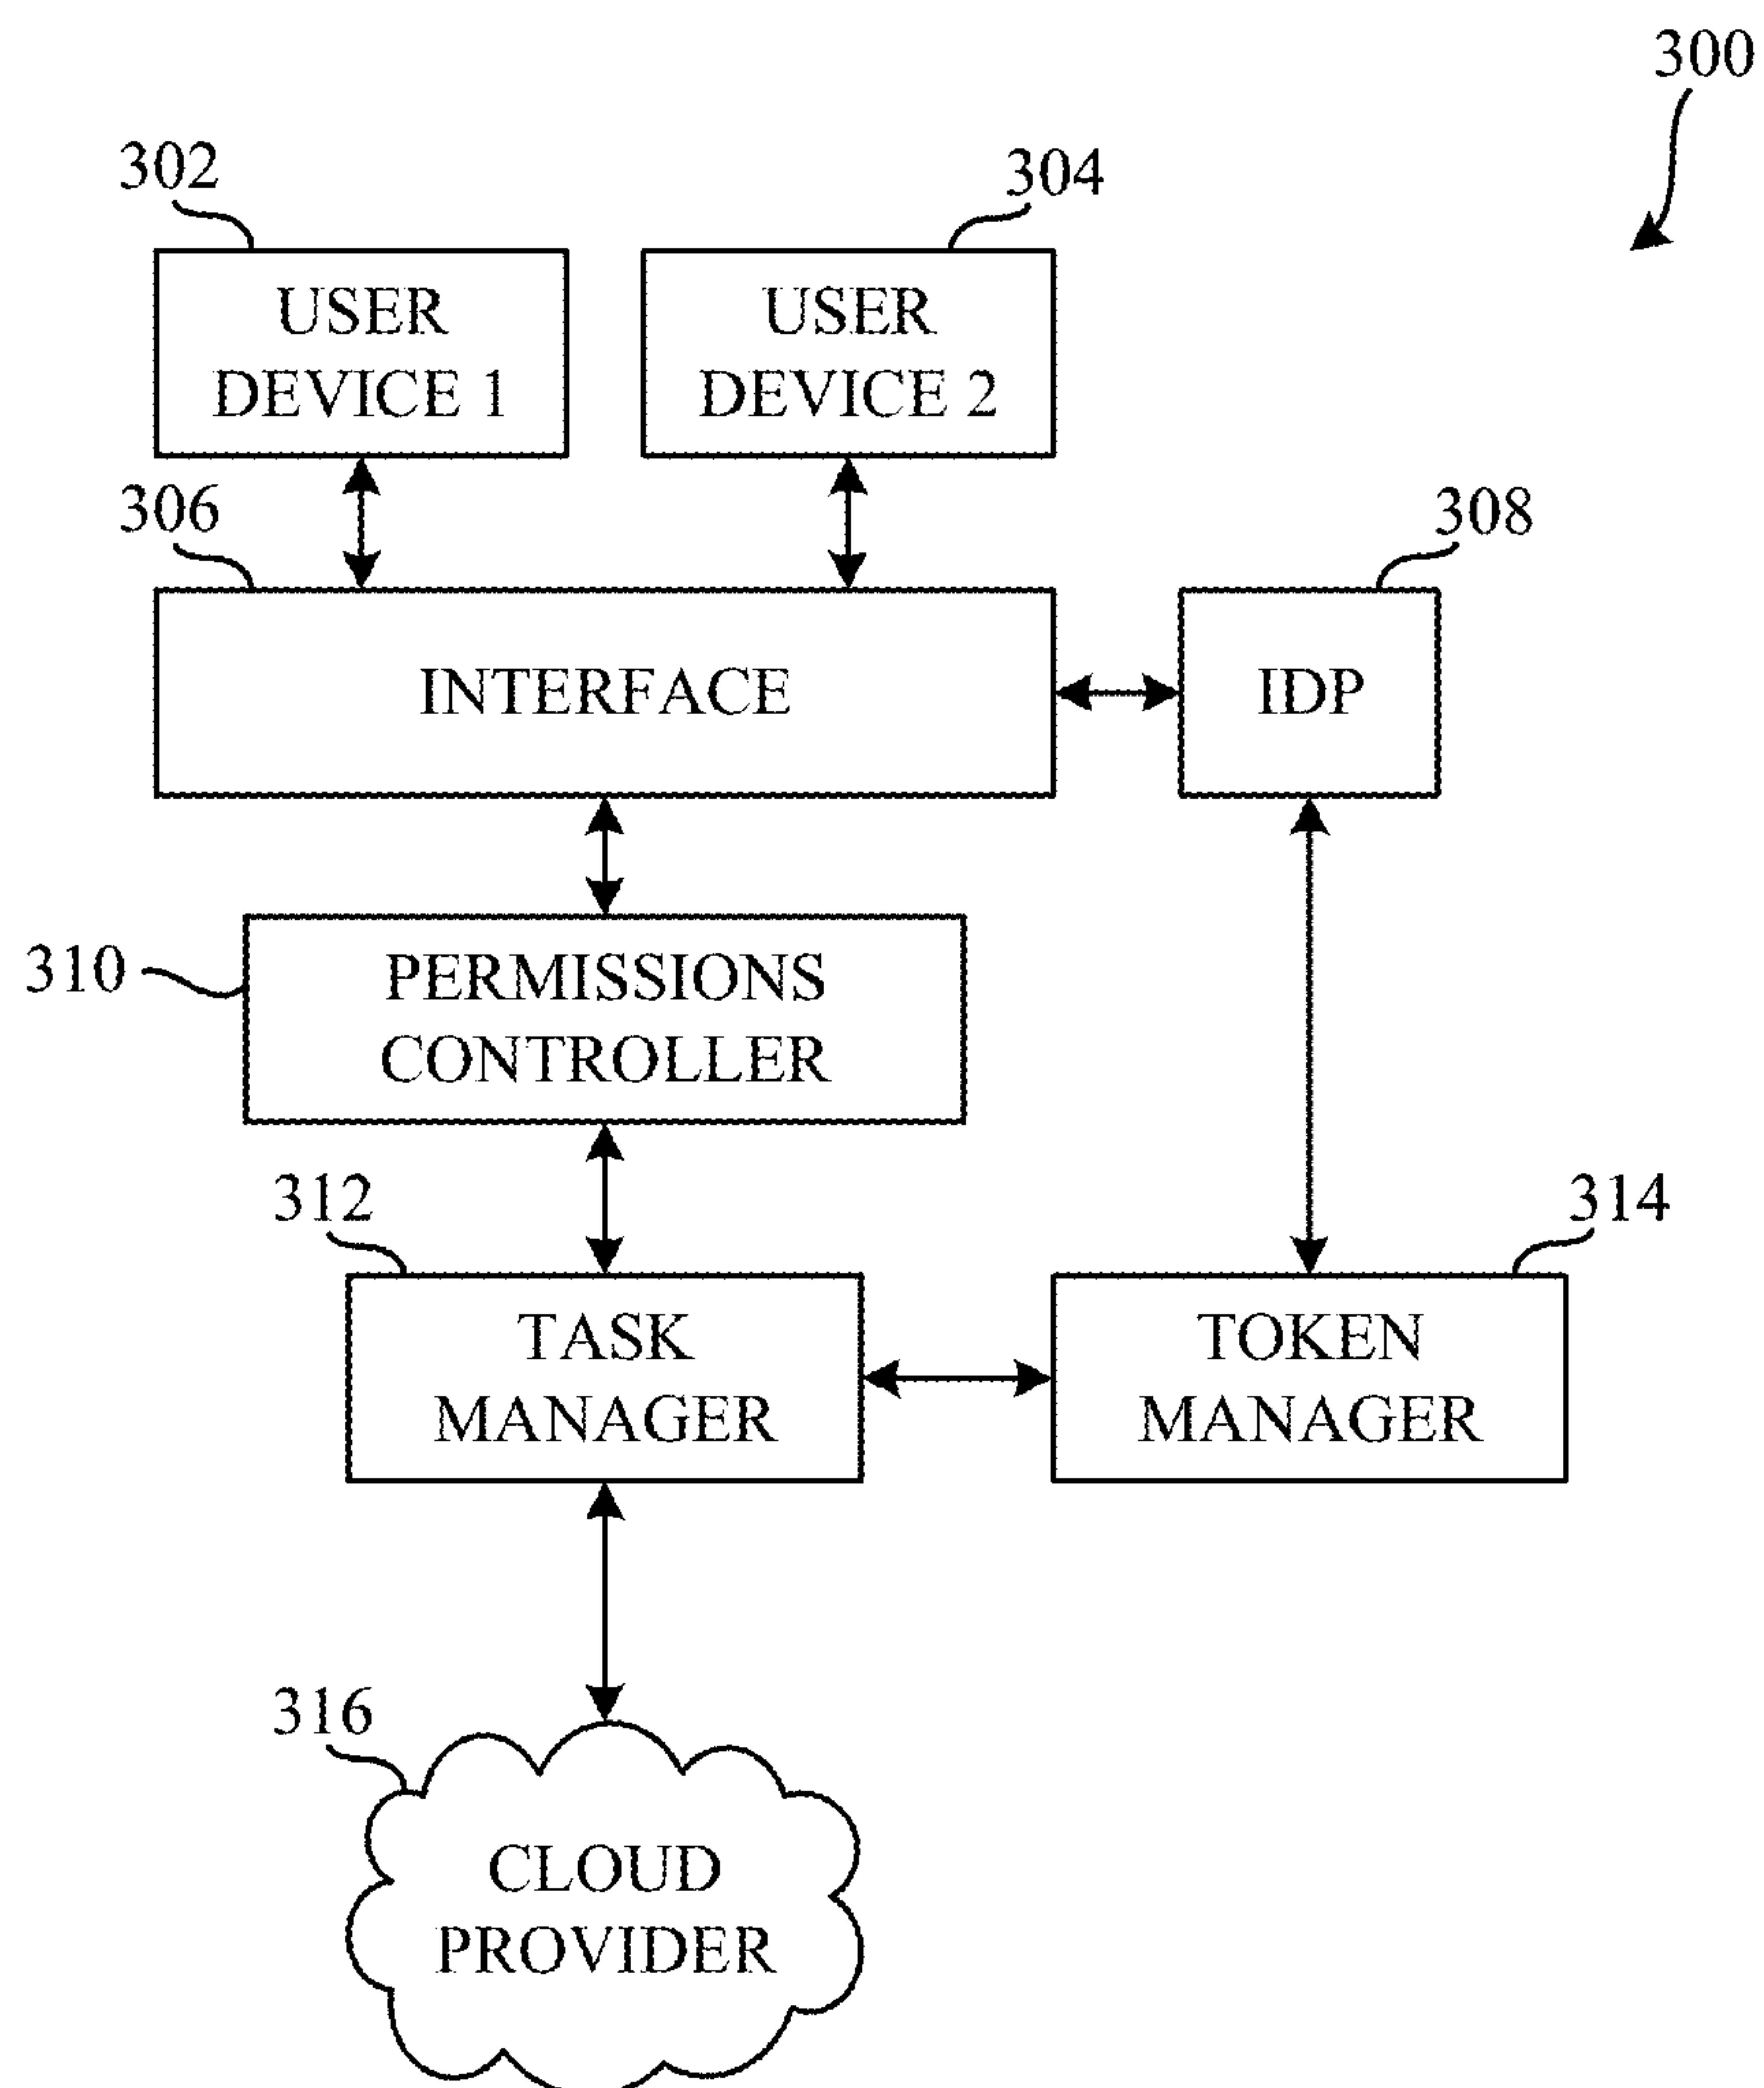 300
302
304
USER
DEVICE 1
USER
DEVICE 2
306
308
INTERFACE
IDP
310
PERMISSIONS
CONTROLLER
312
314
TASK
MANAGER
TOKEN
MANAGER
316
CLOUD
PROVIDER